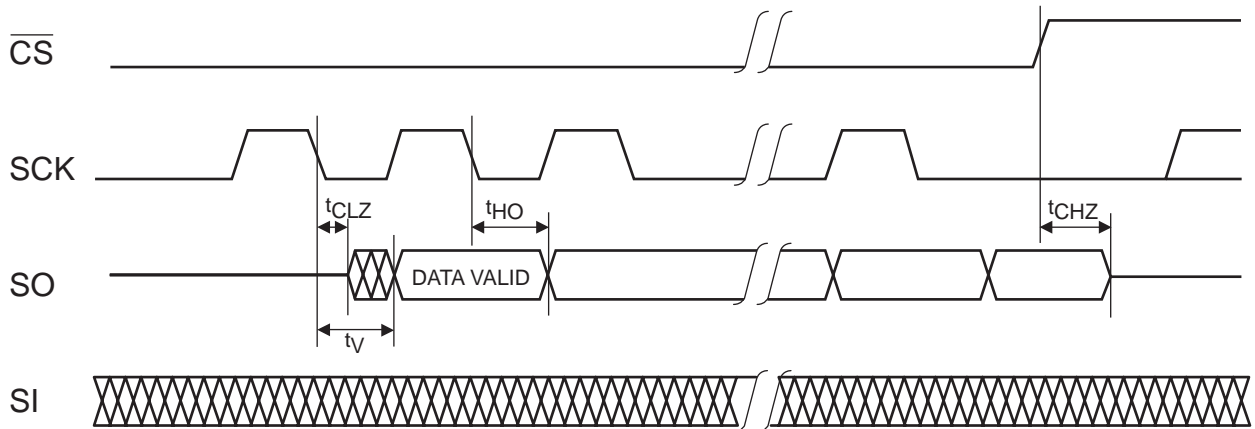 CS
SCK
tCLZ
tHO
tCHZ
SO
DATA VALID
tV
SI